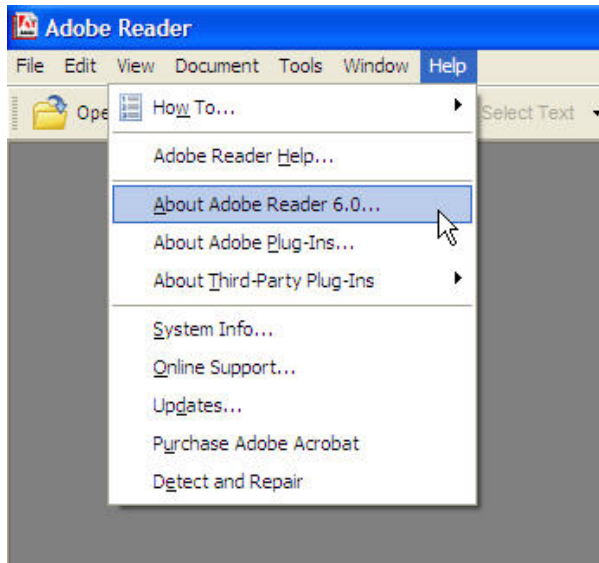 Adobe Reader
File Edit View Document Tools Window Help
How To...
Select Text
Adobe Reader Help...
About Adobe Reader 6.0...
About Adobe Plug-Ins...
About Third-Party Plug-Ins
System Info...
Online Support...
Updates...
Purchase Adobe Acrobat
Detect and Repair